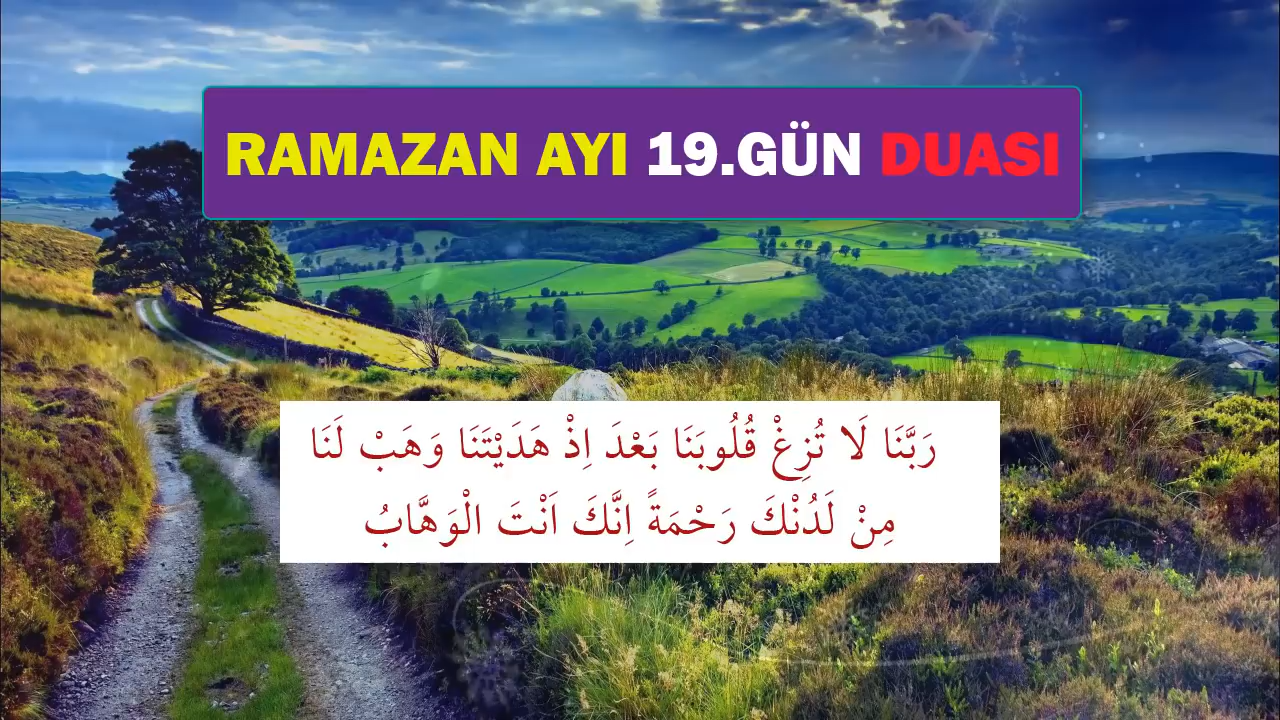 RAMAZAN AYI 19.GÜN DUASI
رَبَّنَا لَا تُزِغْ قُلُوبَنَا بَعْدَ اِذْ هَدَيْتَنَا وَهَبْ لَنَا
مِنْ لَدُنْكَ رَحْمَةً اِنَّكَ اَنْتَ الْوَهَّابُ